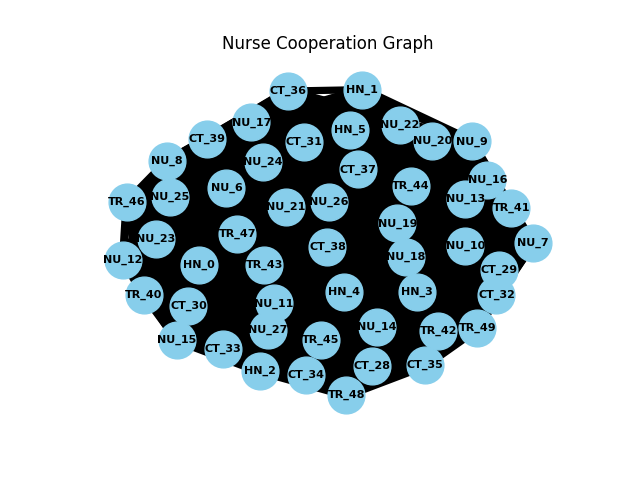 Nurse Cooperation Graph
CT_36
HN_1
NU_17
NU_22
HN_5
CT_39
CT_31
NU_20
NU_9
NU_8
NU_24
CT_37
NU_16
NU_6
TR_44
NU_25
NU_13
TR_46
NU_21
NU_26
TR_41
NU_19
TR_47
NU_23
NU_7
CT_38
NU_10
NU_18
NU_12
HN_0
TR_43
CT_29
TR_40
HN_4
HN_3
CT_32
CT_30
NU_11
NU_14
TR_49
NU_27
TR_42
NU_15
TR_45
CT_33
CT_28
CT_35
HN_2
CT_34
TR_48